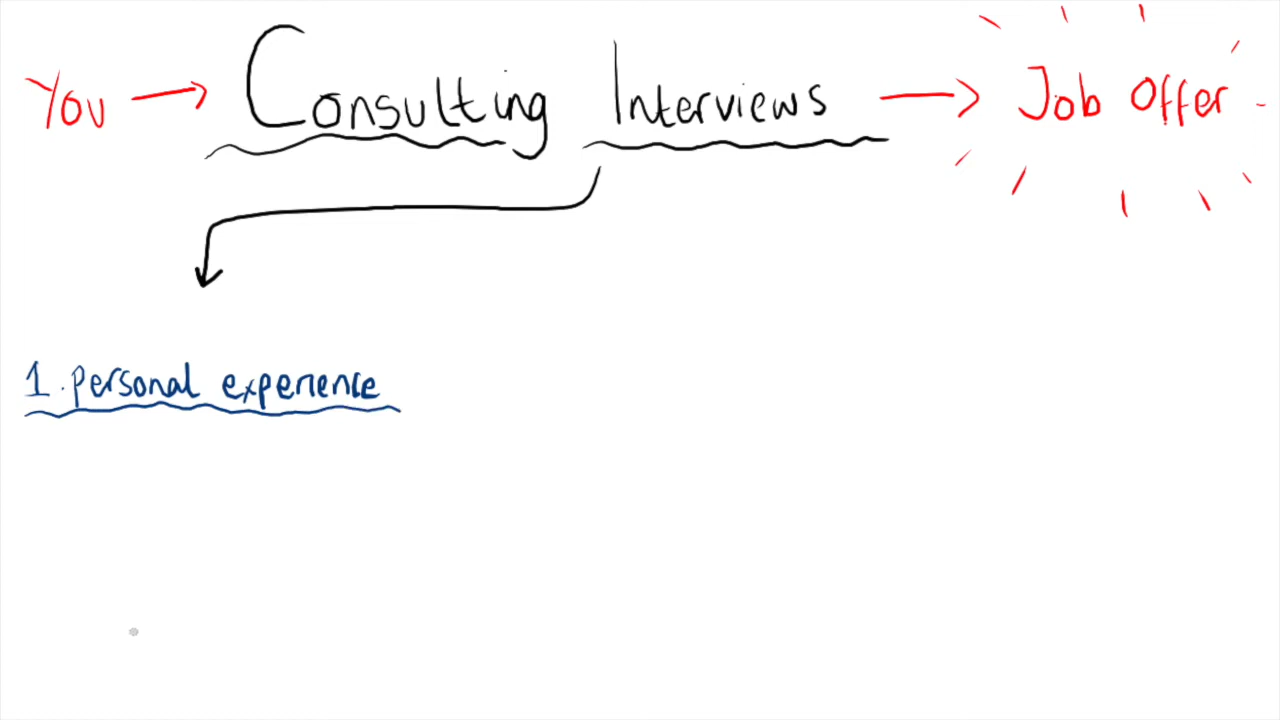 You → Consulting Interviews → Job Offer
1. personal experience